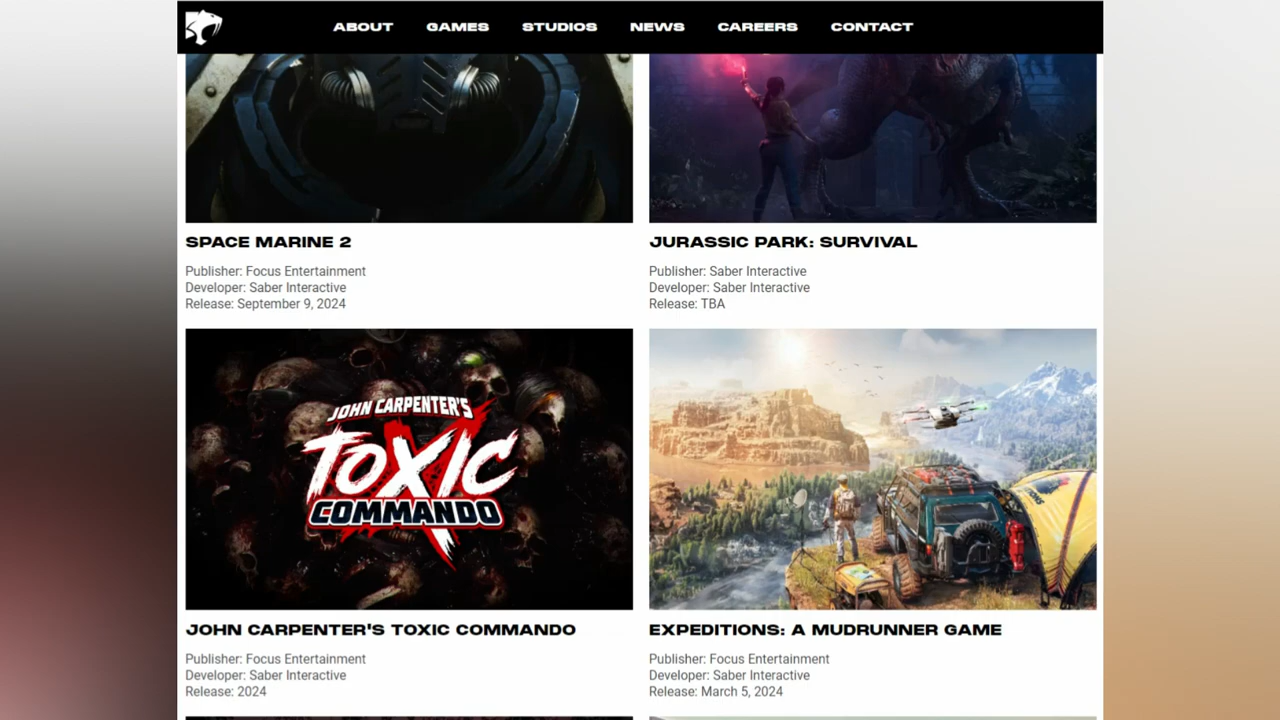 ABOUT GAMES STUDIOS NEWS CAREERS CONTACT
SPACE MARINE 2
Publisher: Focus Entertainment
Developer: Saber Interactive
Release: September 9, 2024
JURASSIC PARK: SURVIVAL
Publisher: Saber Interactive
Developer: Saber Interactive
Release: TBA
JOHN CARPENTER'S
TOXIC
COMMANDO
JOHN CARPENTER'S TOXIC COMMANDO
Publisher: Focus Entertainment
Developer: Saber Interactive
Release: 2024
EXPEDITIONS: A MUDRUNNER GAME
Publisher: Focus Entertainment
Developer: Saber Interactive
Release: March 5, 2024